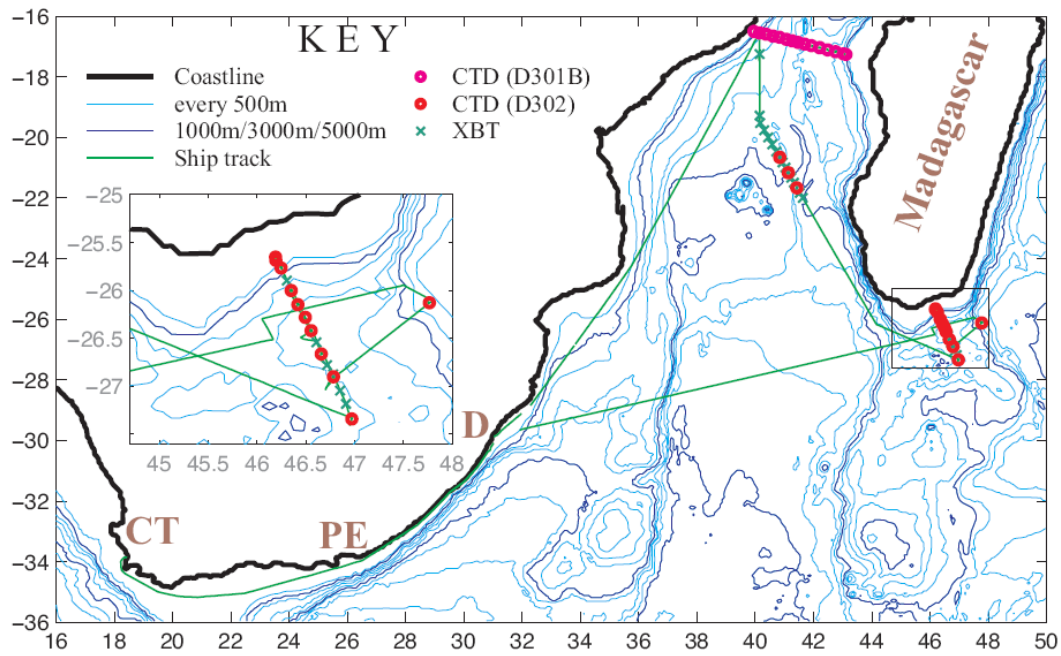 KEY
Coastline
every 500m
1000m/3000m/5000m
Ship track
CTD (D301B)
CTD (D302)
XBT
Madagascar
D
CT
PE
-16
-18
-20
-22
-24
-26
-28
-30
-32
-34
-36
16 18 20 22 24 26 28 30 32 34 36 38 40 42 44 46 48 50
-25
-25.5
-26
-26.5
-27
45 45.5 46 46.5 47 47.5 48